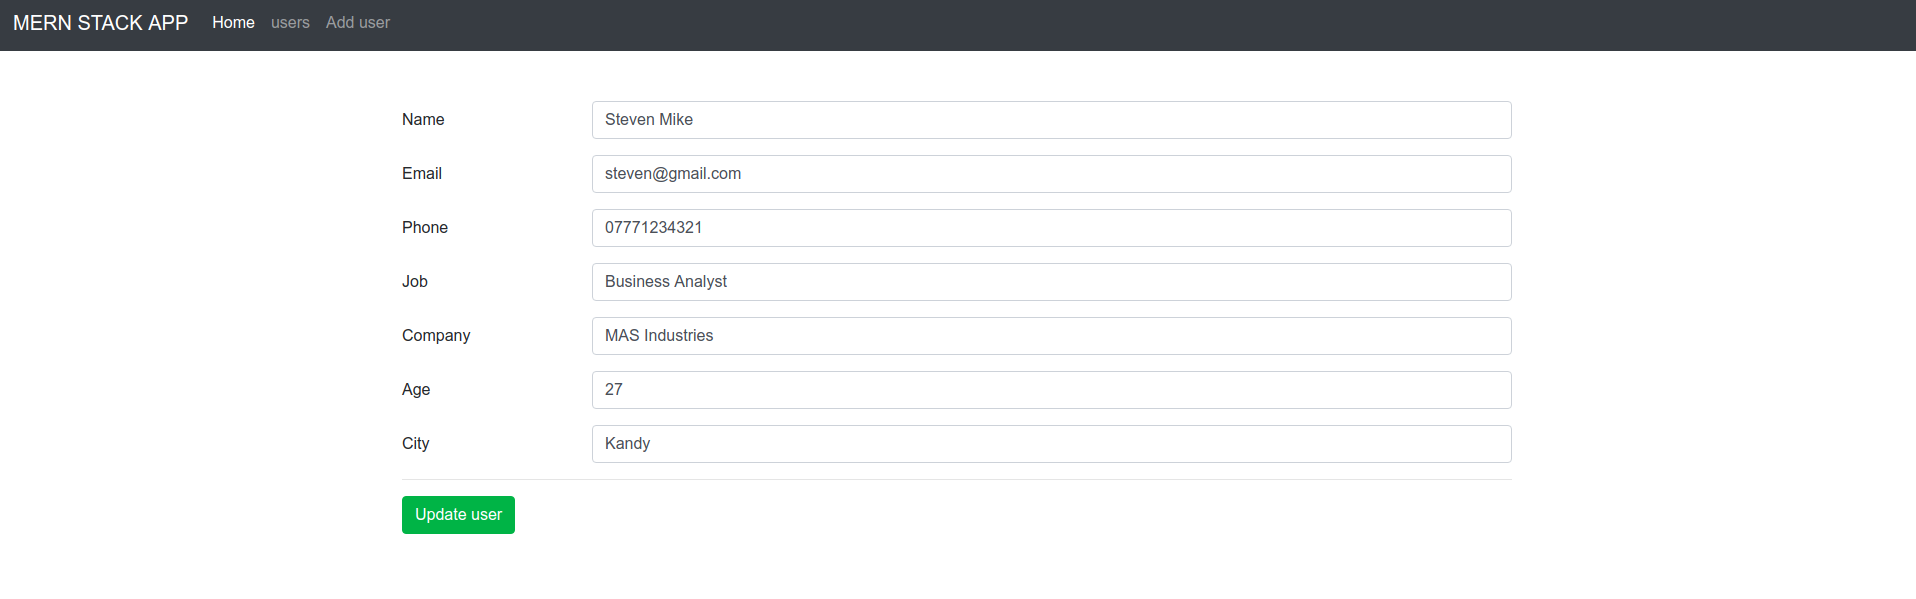 MERN STACK APP Home users Add user
Name Steven Mike
Email steven@gmail.com
Phone 07771234321
Job Business Analyst
Company MAS Industries
Age 27
City Kandy
Update user